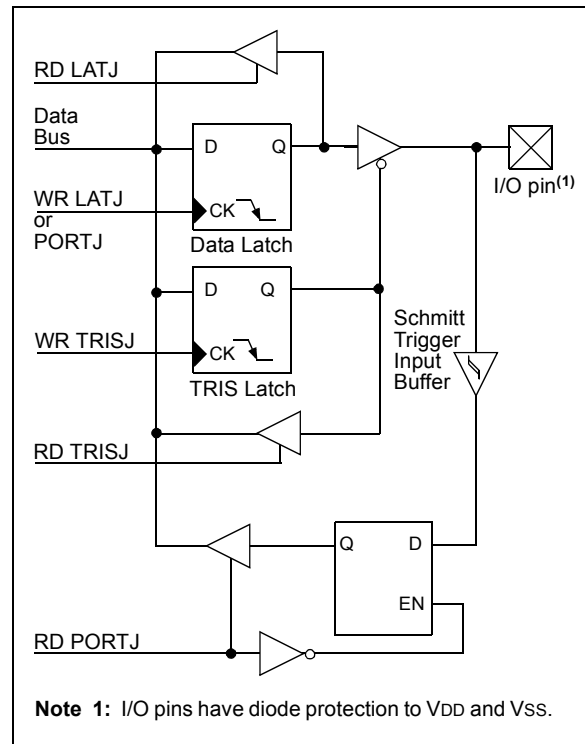 RD LATJ
Data
Bus
D
Q
I/O pin(1)
WR LATJ
or
PORTJ
CK
Data Latch
D
Q
WR TRISJ
CK
TRIS Latch
Schmitt
Trigger
Input
Buffer
RD TRISJ
Q
D
EN
RD PORTJ
Note 1: I/O pins have diode protection to VDD and VSS.